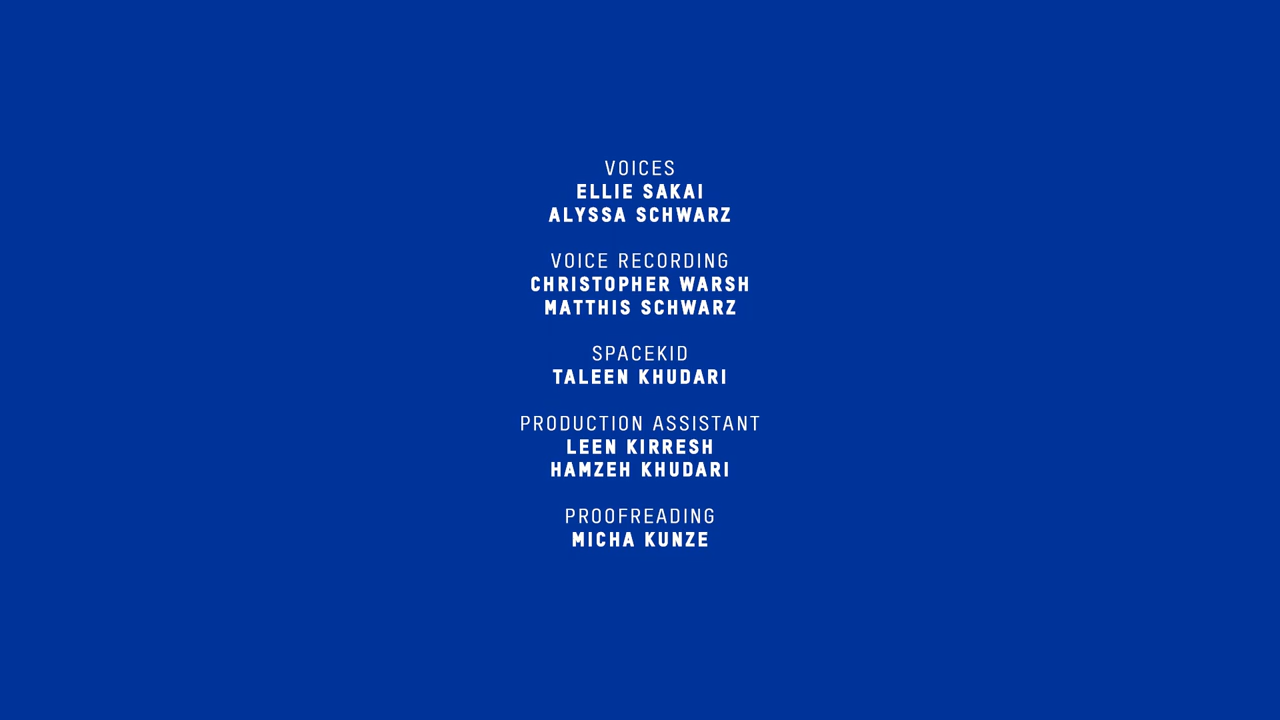 VOICES
ELLIE SAKAI
ALYSSA SCHWARZ
VOICE RECORDING
CHRISTOPHER WARSH
MATTHIS SCHWARZ
SPACEKID
TALEEN KHUDARI
PRODUCTION ASSISTANT
LEEN KIRRESH
HAMZEH KHUDARI
PROOFREADING
MICHA KUNZE